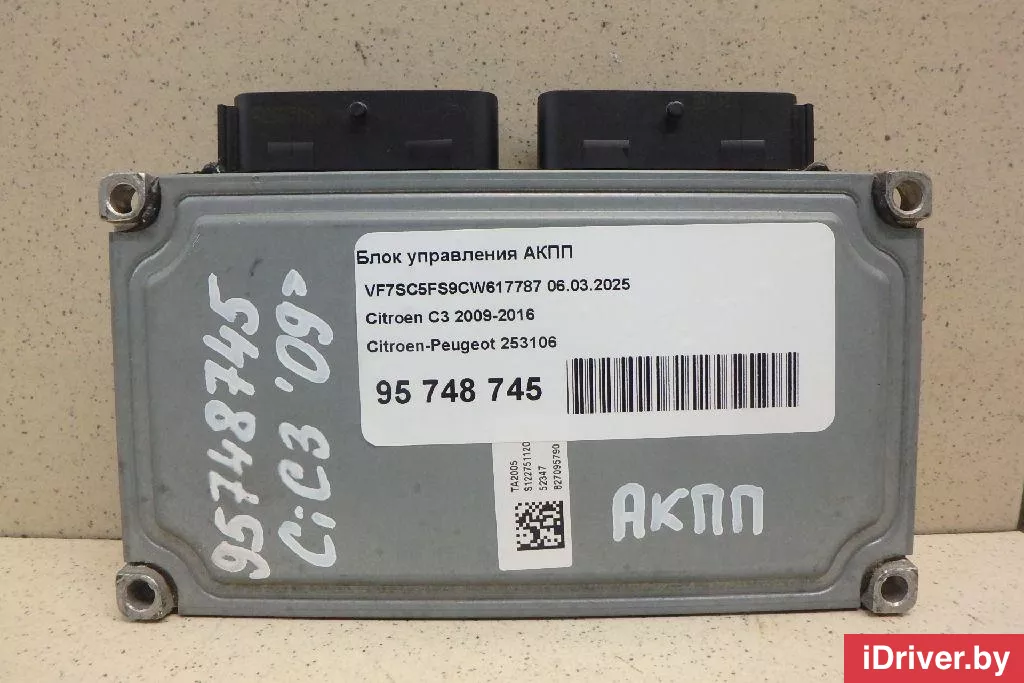 Блок управления АКПП
VF7SC5FS9CW617787 06.03.2025
Citroen C3 2009-2016
Citroen-Peugeot 253106
95 748 745
TA2005
S122751120
52347
827095790
95748745
C:C3 '09>
АКПП
iDriver.by